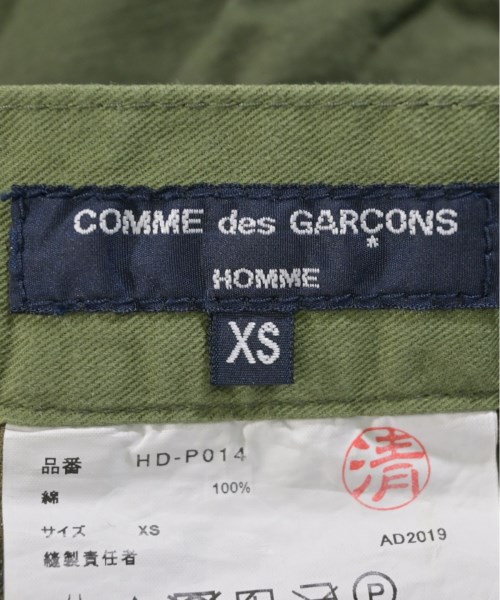 COMME des GARÇONS
HOMME
XS
品番 HD-P014
綿 100%
清
サイズ XS
AD2019
縫製責任者
P